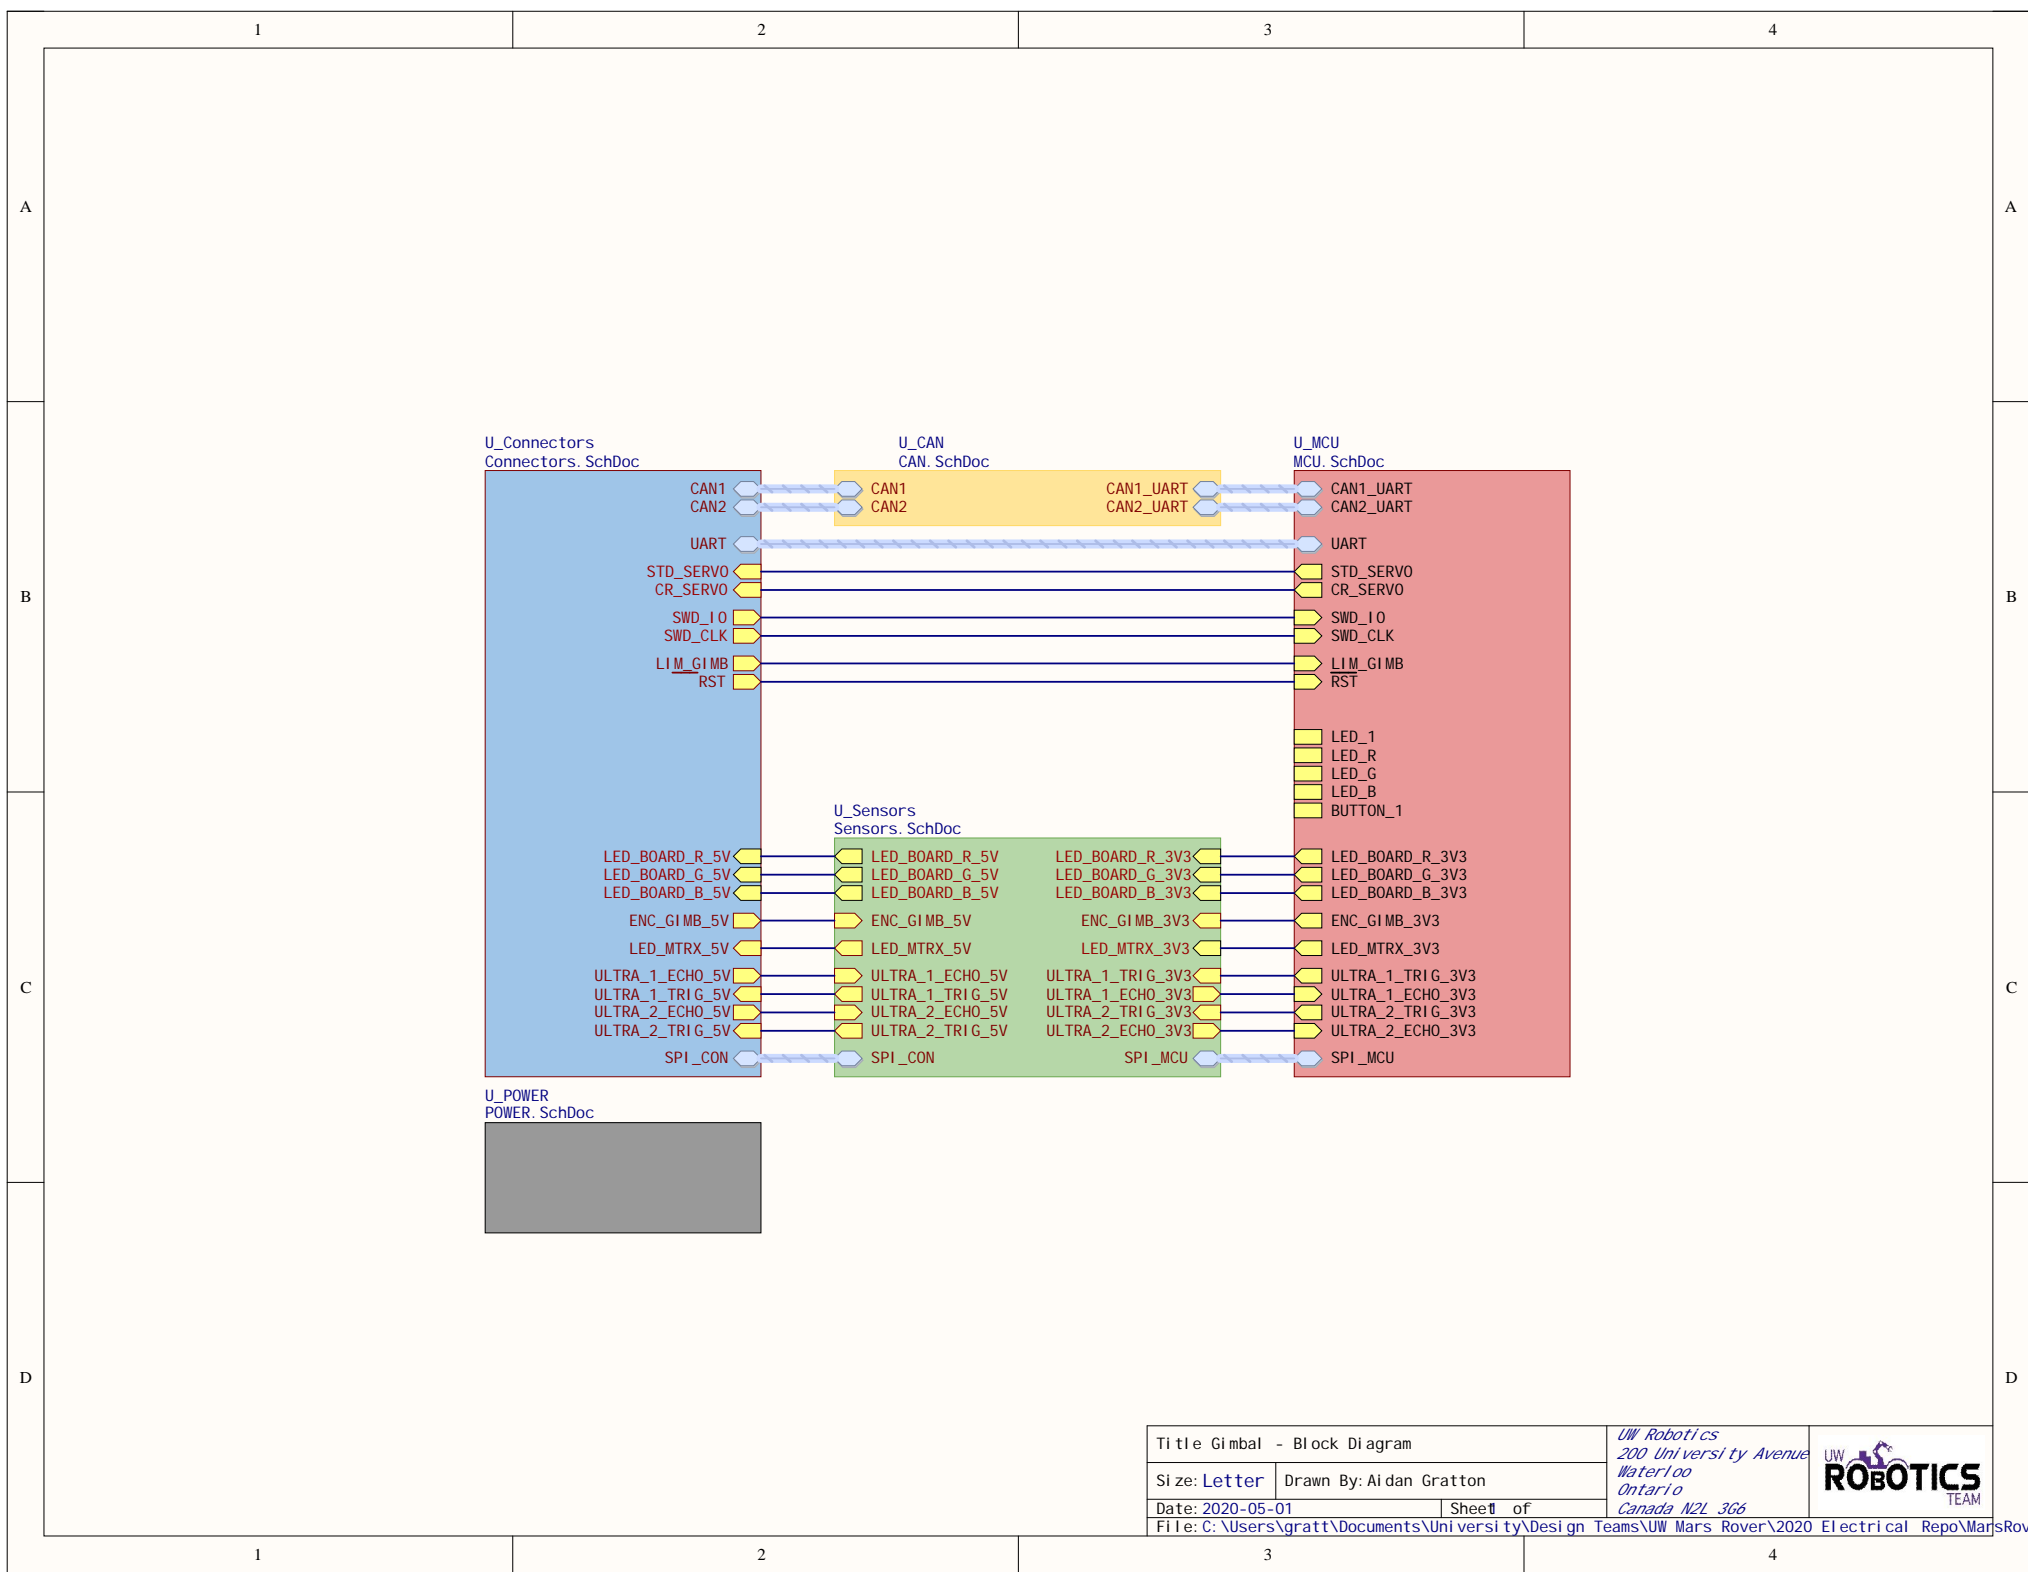 1 2 3 4
A A
U_Connectors
Connectors.SchDoc
U_CAN
CAN.SchDoc
U_MCU
MCU.SchDoc
CAN1 CAN1 CAN1_UART CAN1_UART
CAN2 CAN2 CAN2_UART CAN2_UART
UART UART
STD_SERVO STD_SERVO
CR_SERVO CR_SERVO
B B
SWD_IO SWD_IO
SWD_CLK SWD_CLK
LIM_GIMB LIM_GIMB
RST RST
LED_1
LED_R
LED_G
LED_B
BUTTON_1
U_Sensors
Sensors.SchDoc
LED_BOARD_R_5V LED_BOARD_R_5V LED_BOARD_R_3V3 LED_BOARD_R_3V3
LED_BOARD_G_5V LED_BOARD_G_5V LED_BOARD_G_3V3 LED_BOARD_G_3V3
LED_BOARD_B_5V LED_BOARD_B_5V LED_BOARD_B_3V3 LED_BOARD_B_3V3
ENC_GIMB_5V ENC_GIMB_5V ENC_GIMB_3V3 ENC_GIMB_3V3
LED_MTRX_5V LED_MTRX_5V LED_MTRX_3V3 LED_MTRX_3V3
ULTRA_1_ECHO_5V ULTRA_1_ECHO_5V ULTRA_1_TRIG_3V3 ULTRA_1_TRIG_3V3
C C
ULTRA_1_TRIG_5V ULTRA_1_TRIG_5V ULTRA_1_ECHO_3V3 ULTRA_1_ECHO_3V3
ULTRA_2_ECHO_5V ULTRA_2_ECHO_5V ULTRA_2_TRIG_3V3 ULTRA_2_TRIG_3V3
ULTRA_2_TRIG_5V ULTRA_2_TRIG_5V ULTRA_2_ECHO_3V3 ULTRA_2_ECHO_3V3
SPI_CON SPI_CON SPI_MCU SPI_MCU
U_POWER
POWER.SchDoc
D D
Title Gimbal - Block Diagram
Size: Letter Drawn By: Aidan Gratton
Date: 2020-05-01 Sheet 1 of
File: C:\Users\gratt\Documents\University\Design Teams\UW Mars Rover\2020 Electrical Repo\MarsRov
UW Robotics
200 University Avenue
Waterloo
Ontario
Canada N2L 3G6
UW
ROBOTICS
TEAM
1 2 3 4